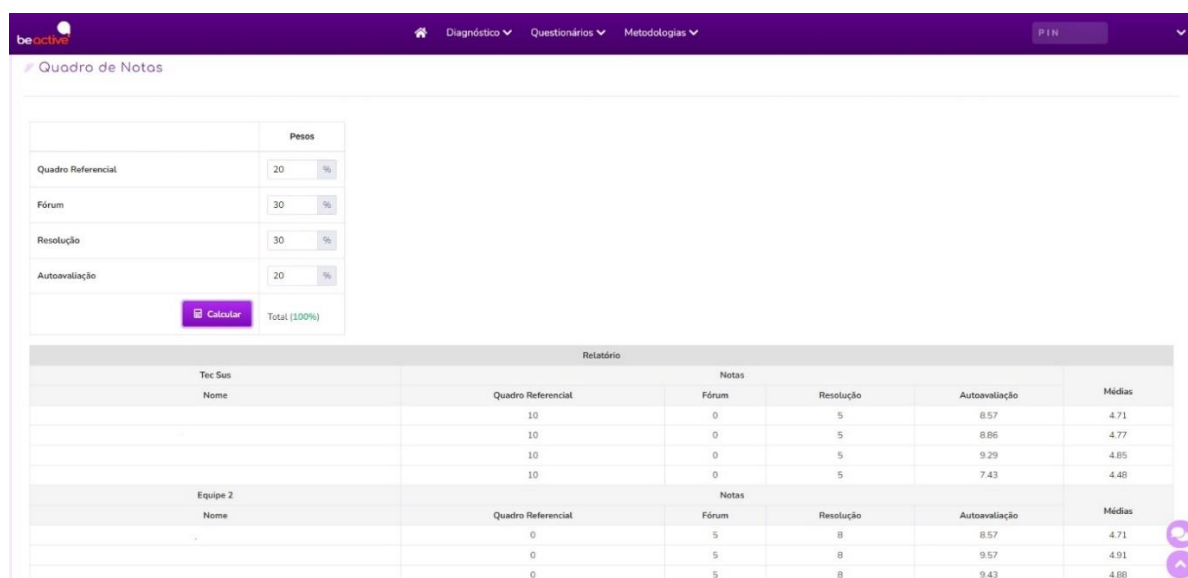 beactive Diagnóstico Questionários Metodologias PIN
Quadro de Notas
Pesos
Quadro Referencial 20 %
Fórum 30 %
Resolução 30 %
Autoavaliação 20 %
Calcular Total (100%)
Relatório
Tec Sus Notas Médias
Nome Quadro Referencial Fórum Resolução Autoavaliação
10 0 5 8.57 4.71
10 0 5 8.86 4.77
10 0 5 9.29 4.85
10 0 5 7.43 4.48
Equipe 2 Notas Médias
Nome Quadro Referencial Fórum Resolução Autoavaliação
0 5 8 8.57 4.71
0 5 8 9.57 4.91
0 5 8 9.43 4.88